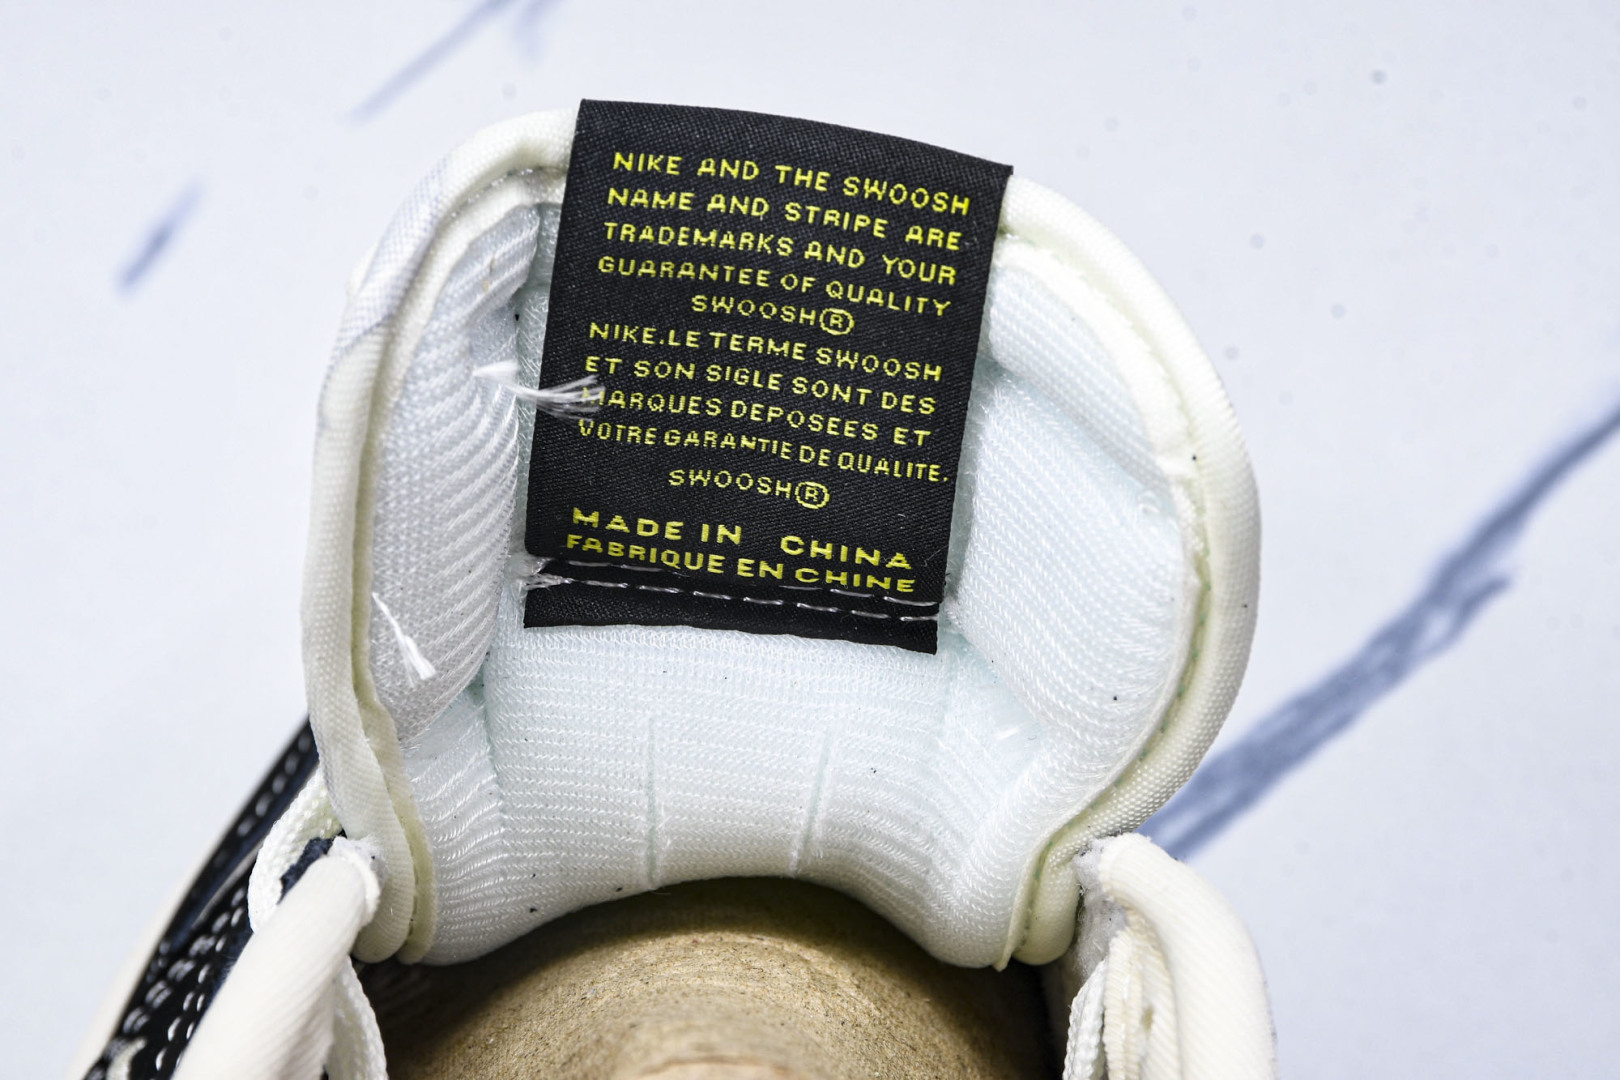 NIKE AND THE SWOOSH
NAME AND STRIPE ARE
TRADEMARKS AND YOUR
GUARANTEE OF QUALITY
SWOOSH®
NIKE.LE TERME SWOOSH
ET SON SIGLE SONT DES
MARQUES DEPOSEES ET
VOTRE GARANTIE DE QUALITE.
SWOOSH®
MADE IN CHINA
FABRIQUE EN CHINE